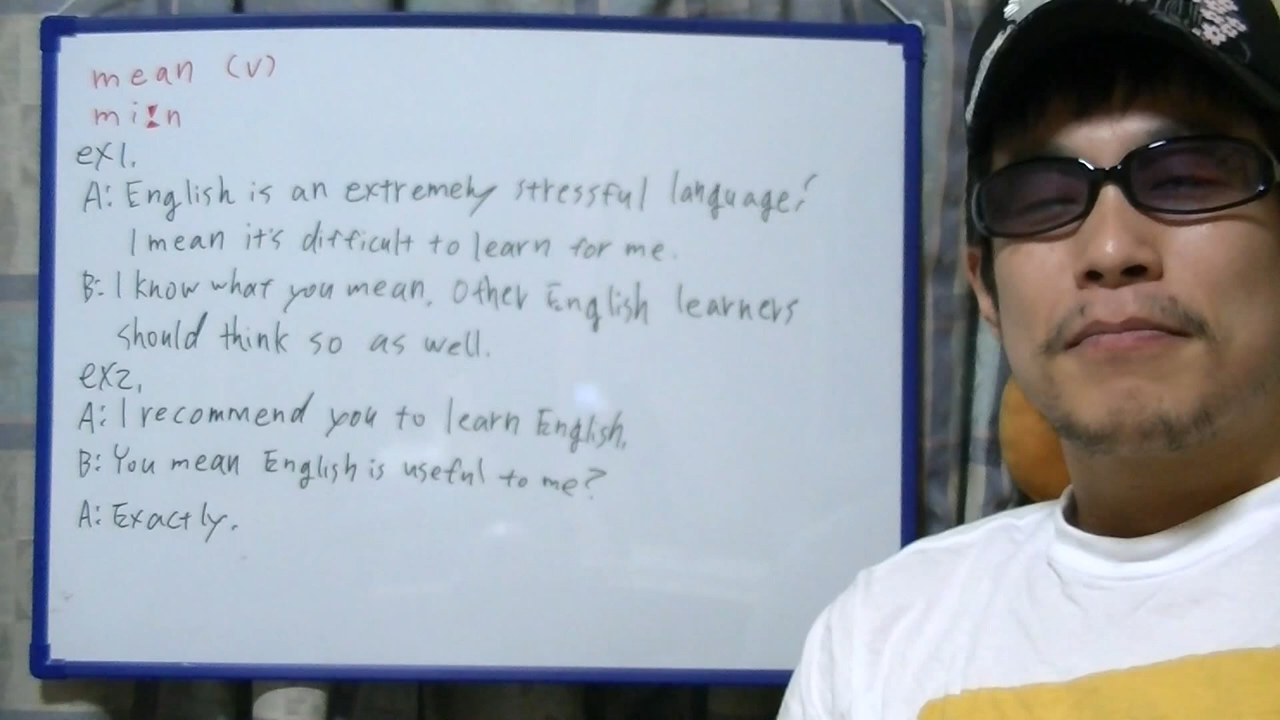 mean (v)
mi:n
ex1.
A: English is an extremely stressful language!
I mean it's difficult to learn for me.
B: I know what you mean. Other English learners
should think so as well.
ex2.
A: I recommend you to learn English.
B: You mean English is useful to me?
A: Exactly.